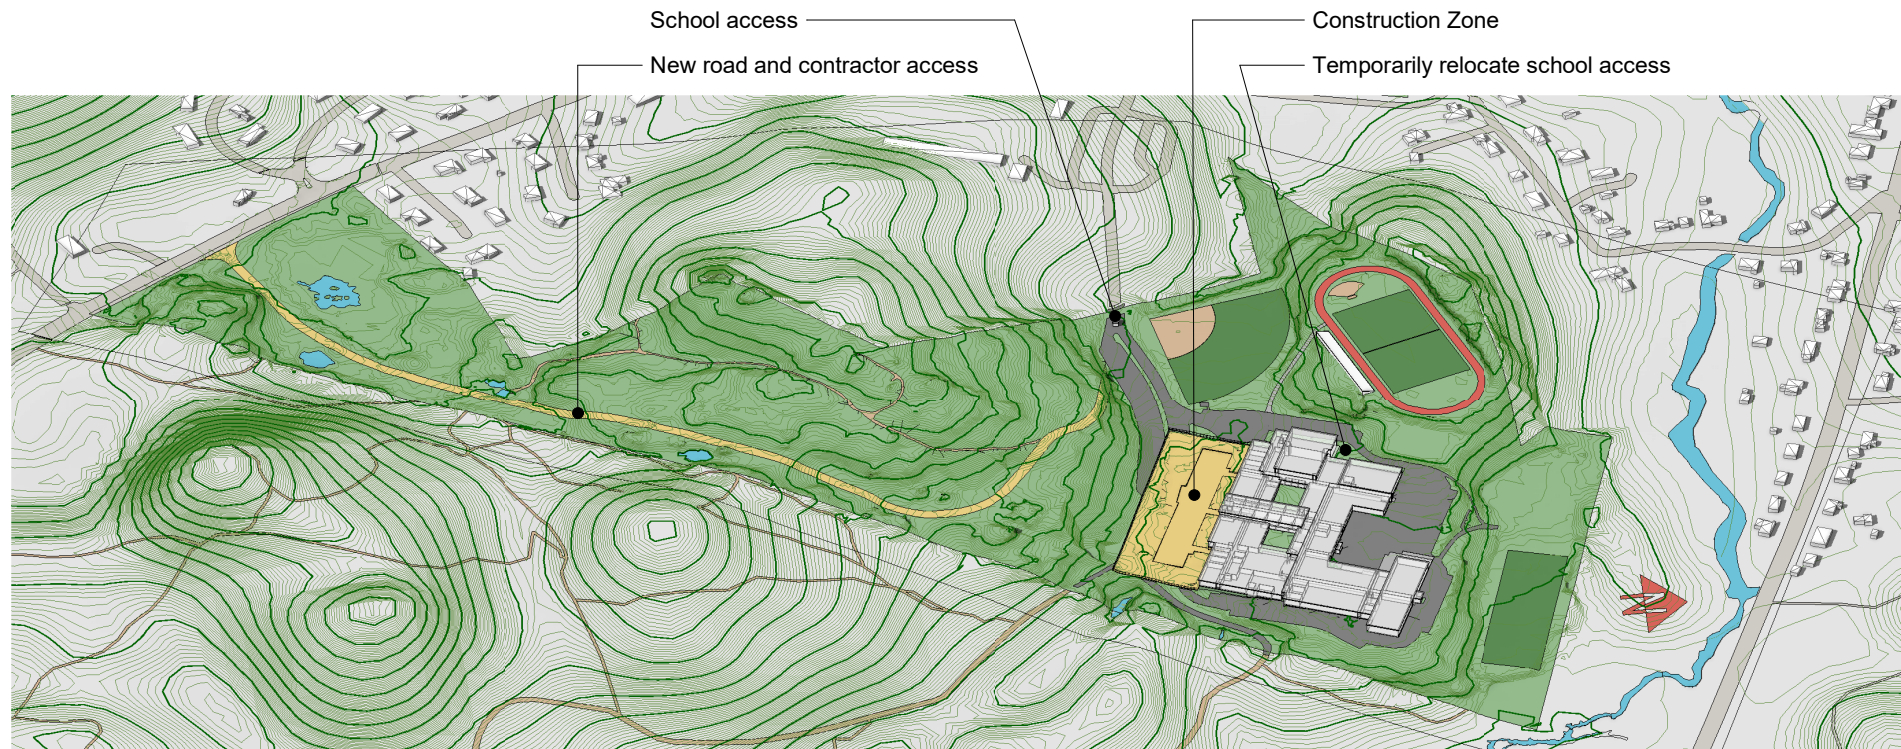 School access
Construction Zone
New road and contractor access
Temporarily relocate school access
N